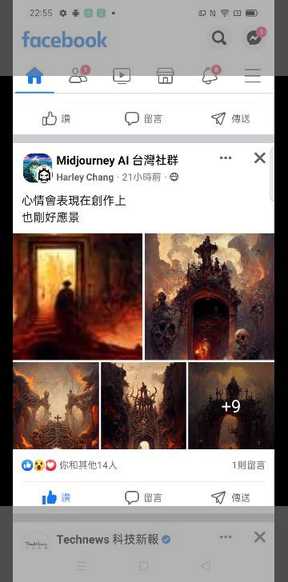 22:55
facebook
讚
留言
傳送
Midjourney AI 台灣社群
Harley Chang · 21小時前 ·
心情會表現在創作上
也剛好應景
+9
你和其他14人
1則留言
讚
留言
傳送
Technews 科技新報